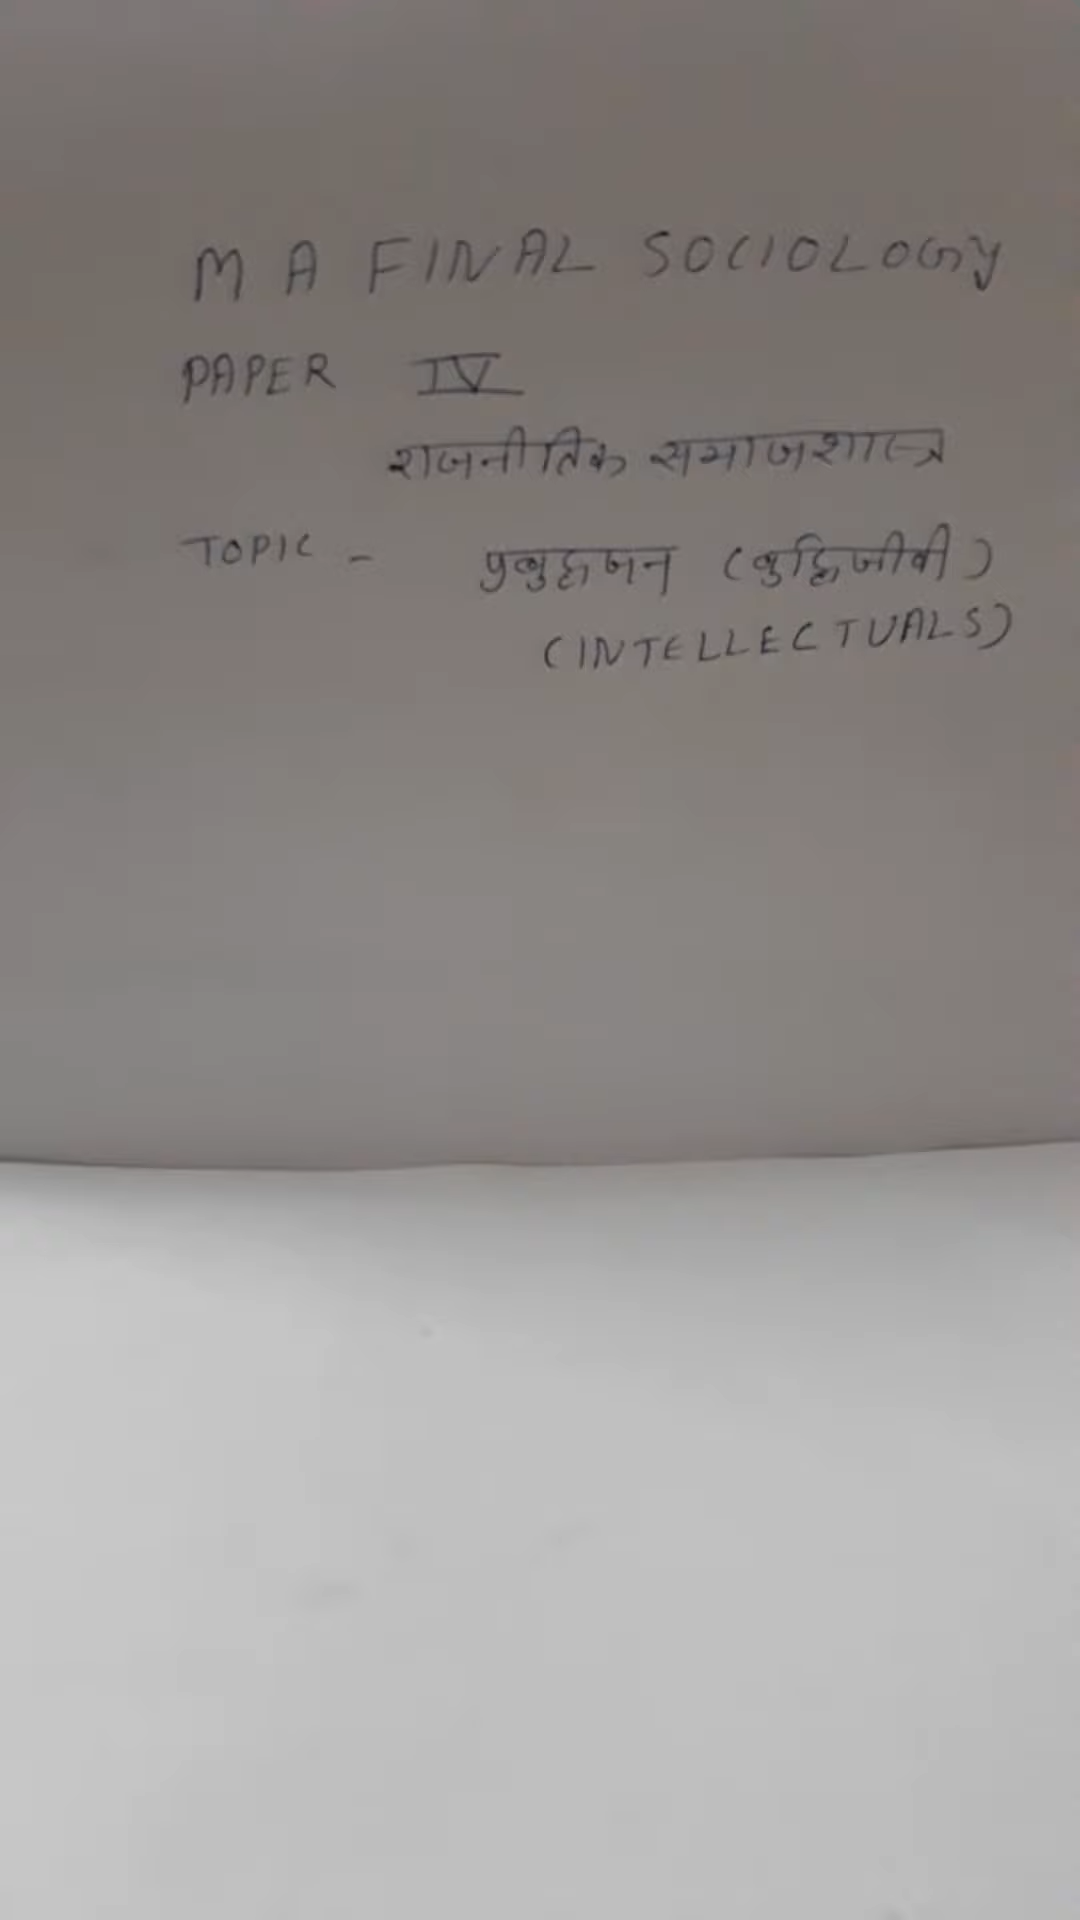 M A FINAL SOCIOLOGY
PAPER IV
राजनीतिक समाजशास्त्र
TOPIC - प्रबुद्धजन (बुद्धिजीवी)
(INTELLECTUALS)